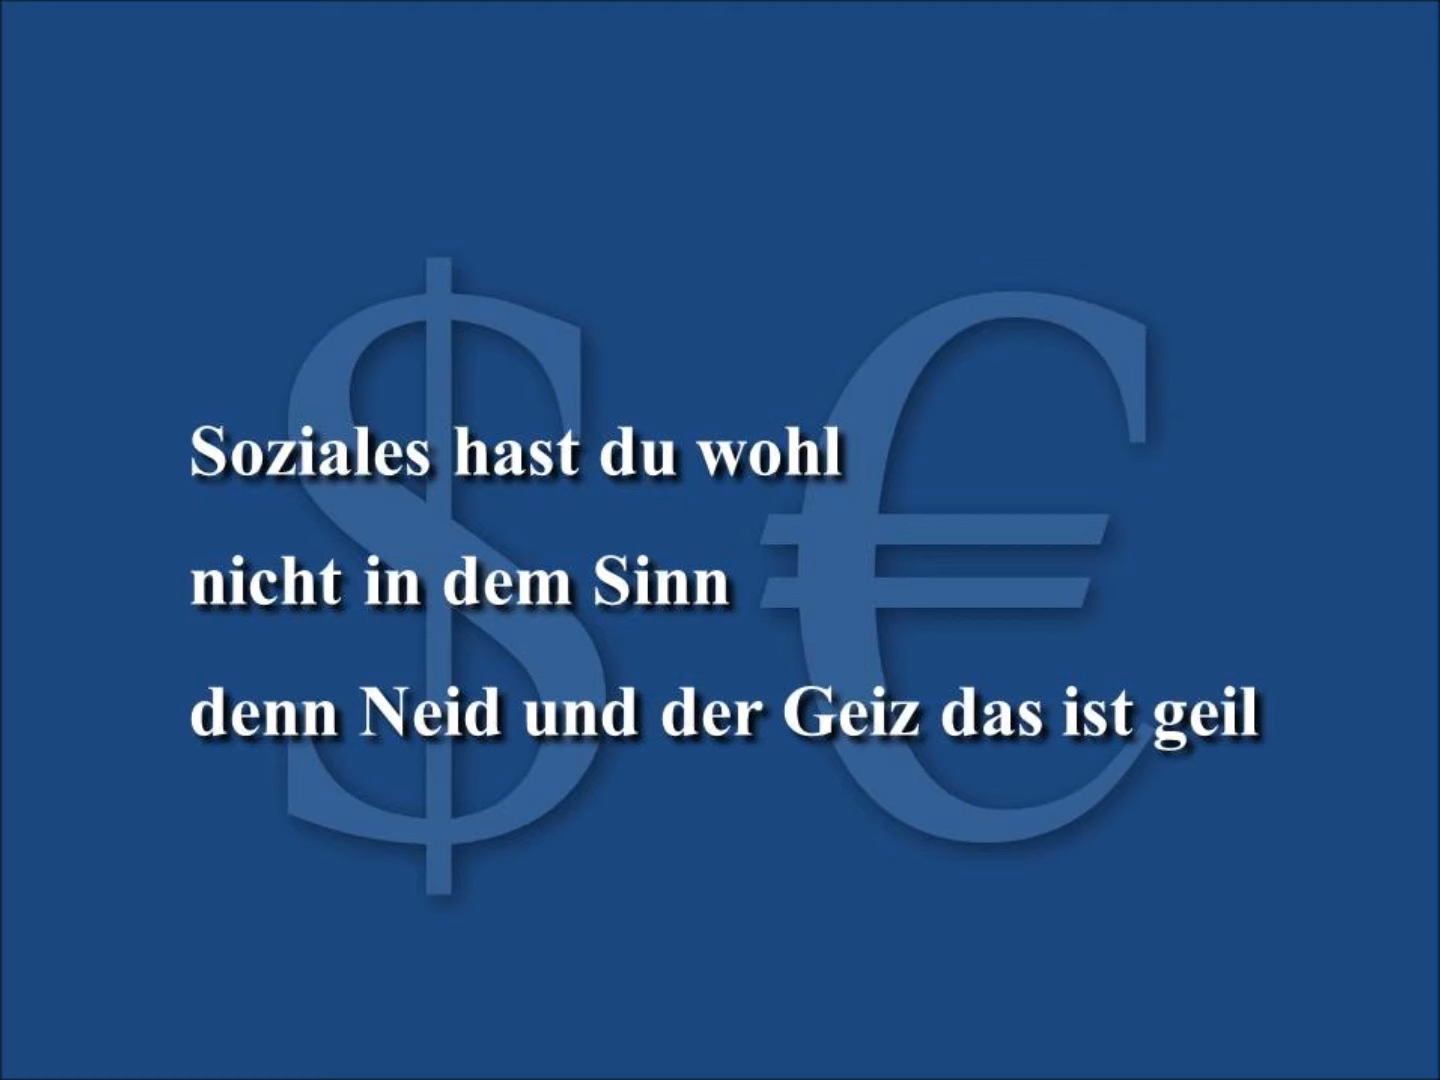 Soziales hast du wohl
nicht in dem Sinn
denn Neid und der Geiz das ist geil